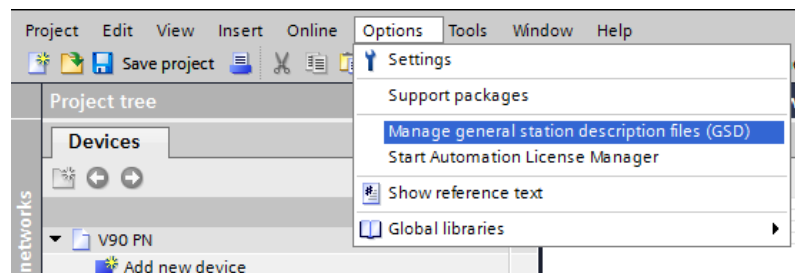 Project Edit View Insert Online Options Tools Window Help
Save project
Settings
Support packages
Manage general station description files (GSD)
Start Automation License Manager
Show reference text
Global libraries
Project tree
Devices
networks
V90 PN
Add new device